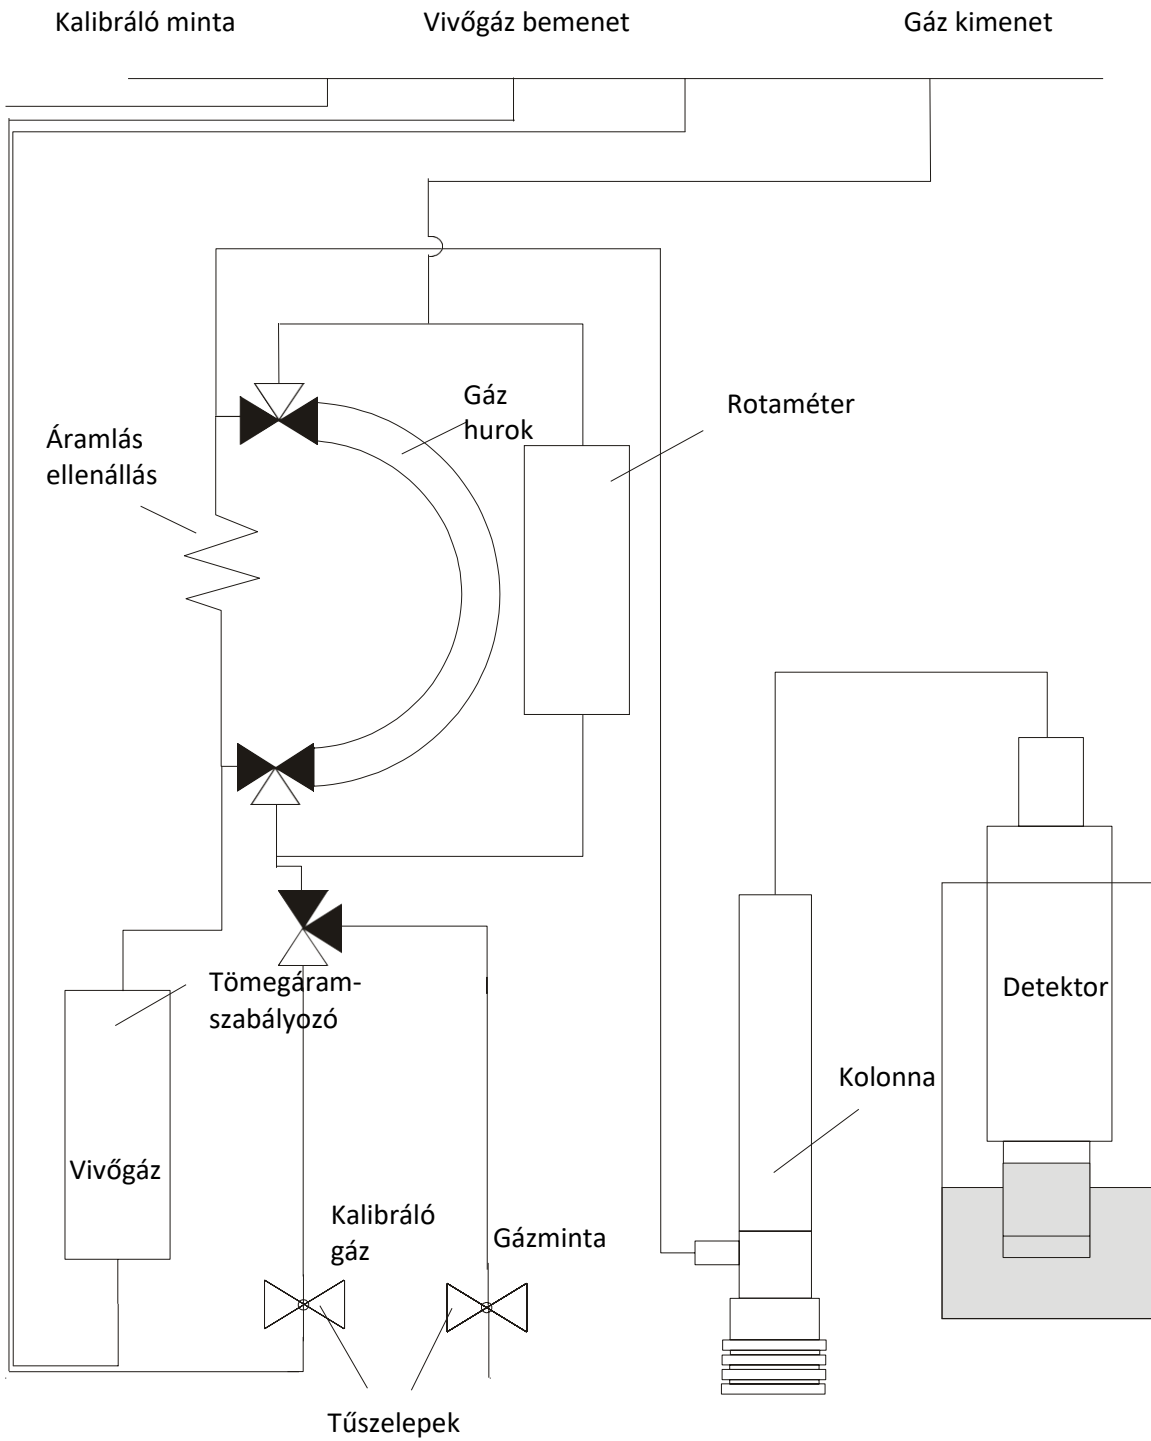 Kalibráló minta
Vivőgáz bemenet
Gáz kimenet
Gáz
hurok
Rotaméter
Áramlás
ellenállás
Tömegáram-
szabályozó
Detektor
Kolonna
Vivőgáz
Kalibráló
gáz
Gázminta
Tűszelepek